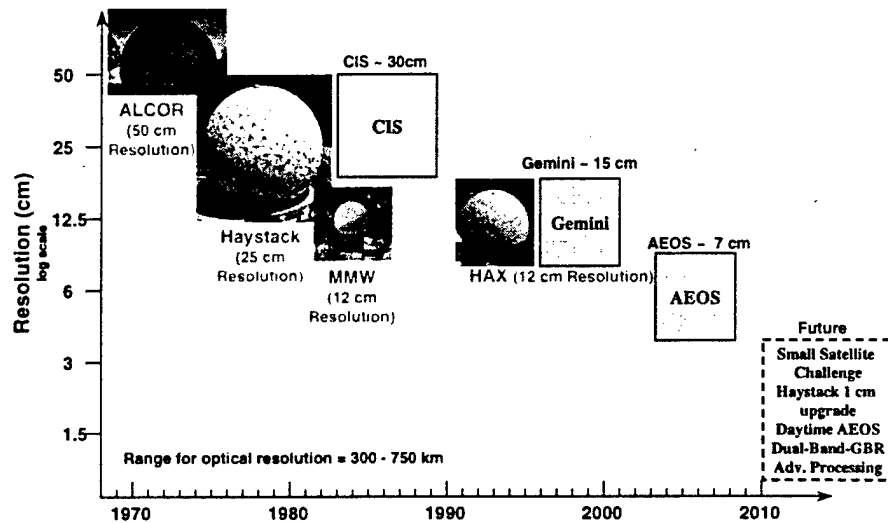 CIS ~ 30cm
50
CIS
ALCOR
(50 cm
Resolution)
25
Gemini ~ 15 cm
12.5
Gemini
Haystack
(25 cm
Resolution)
MMW
(12 cm
Resolution)
HAX (12 cm Resolution)
AEOS ~ 7 cm
AEOS
6
Resolution (cm)
log scale
Future
Small Satellite
Challenge
Haystack 1 cm
upgrade
Daytime AEOS
Dual-Band-GBR
Adv. Processing
3
1.5
Range for optical resolution = 300 - 750 km
1970
1980
1990
2000
2010